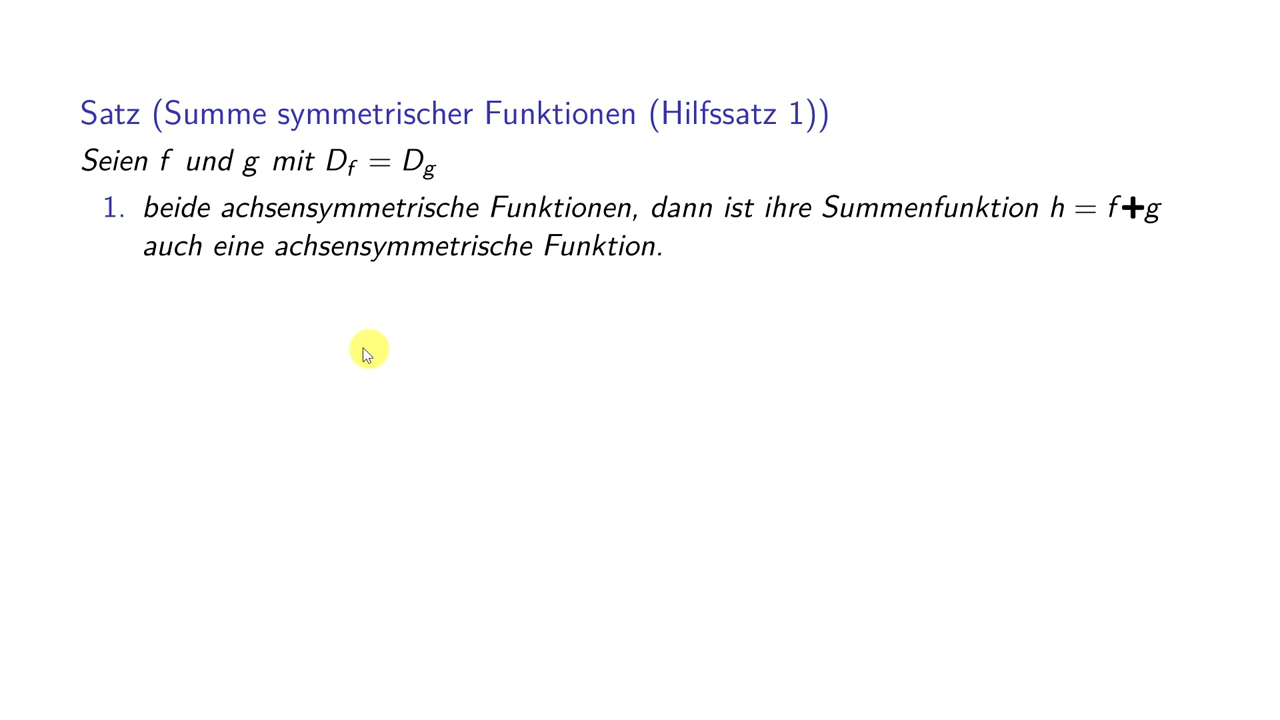 Satz (Summe symmetrischer Funktionen (Hilfssatz 1))
Seien f und g mit D_f = D_g
1. beide achsensymmetrische Funktionen, dann ist ihre Summenfunktion h = f+g
auch eine achsensymmetrische Funktion.